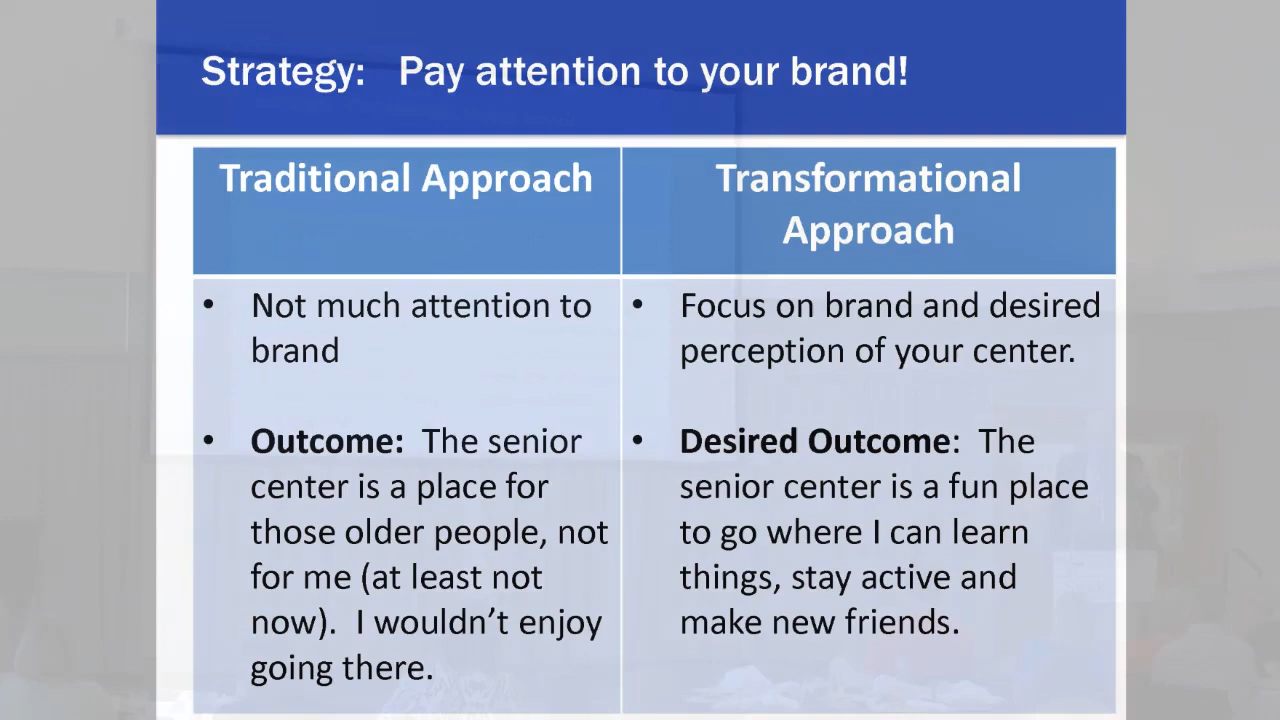 Strategy: Pay attention to your brand!
Traditional Approach
Transformational
Approach
• Not much attention to
brand
• Outcome: The senior
center is a place for
those older people, not
for me (at least not
now). I wouldn’t enjoy
going there.
• Focus on brand and desired
perception of your center.
• Desired Outcome: The
senior center is a fun place
to go where I can learn
things, stay active and
make new friends.